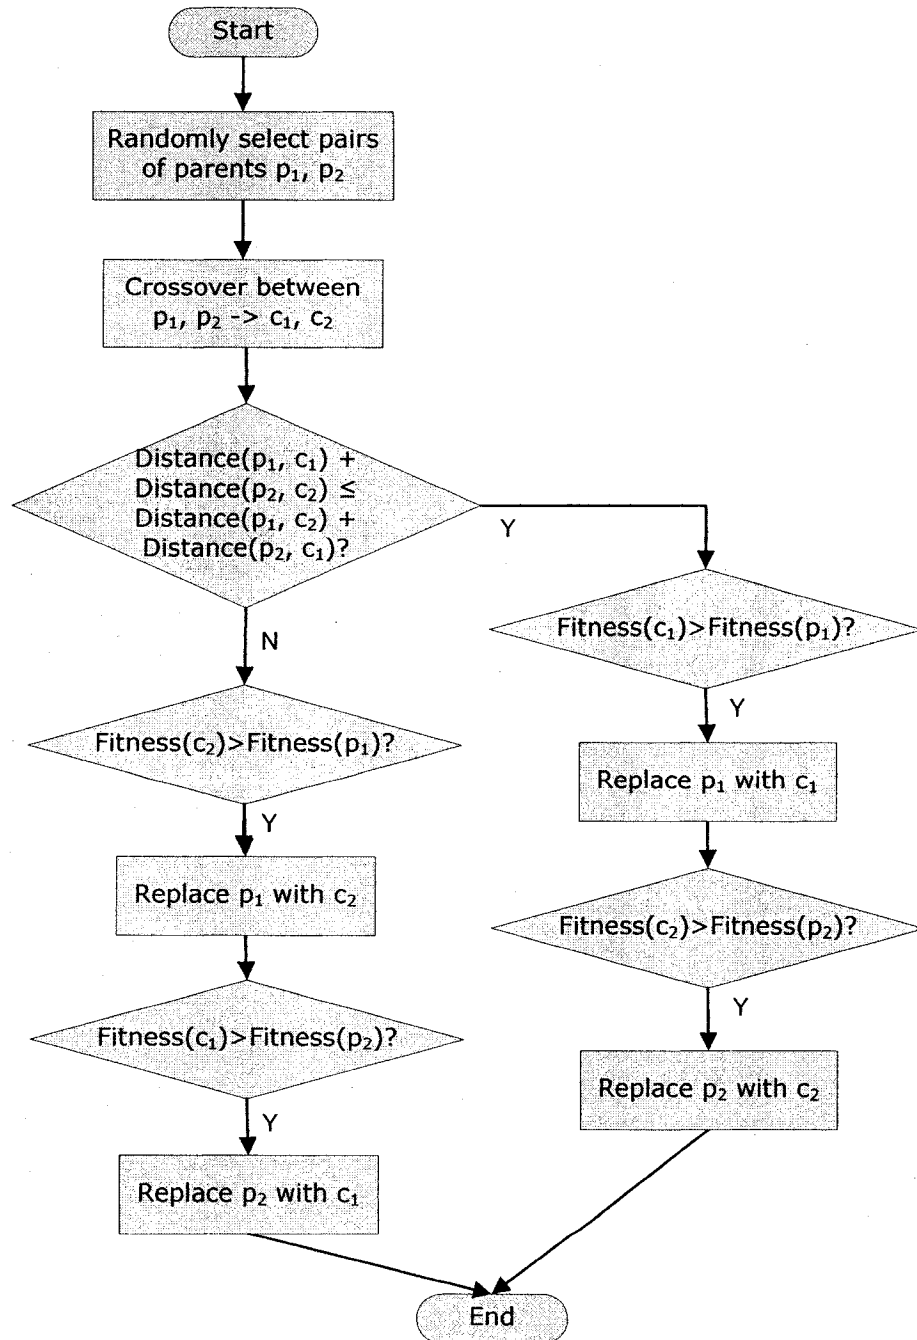 Start
Randomly select pairs
of parents p₁, p₂
Crossover between
p₁, p₂ -> c₁, c₂
Distance(p₁, c₁) +
Distance(p₂, c₂) ≤
Distance(p₁, c₂) +
Distance(p₂, c₁)?
Y
N
Fitness(c₁)>Fitness(p₁)?
Y
Fitness(c₂)>Fitness(p₁)?
Y
Replace p₁ with c₁
Replace p₁ with c₂
Fitness(c₂)>Fitness(p₂)?
Y
Fitness(c₁)>Fitness(p₂)?
Y
Replace p₂ with c₂
Replace p₂ with c₁
End